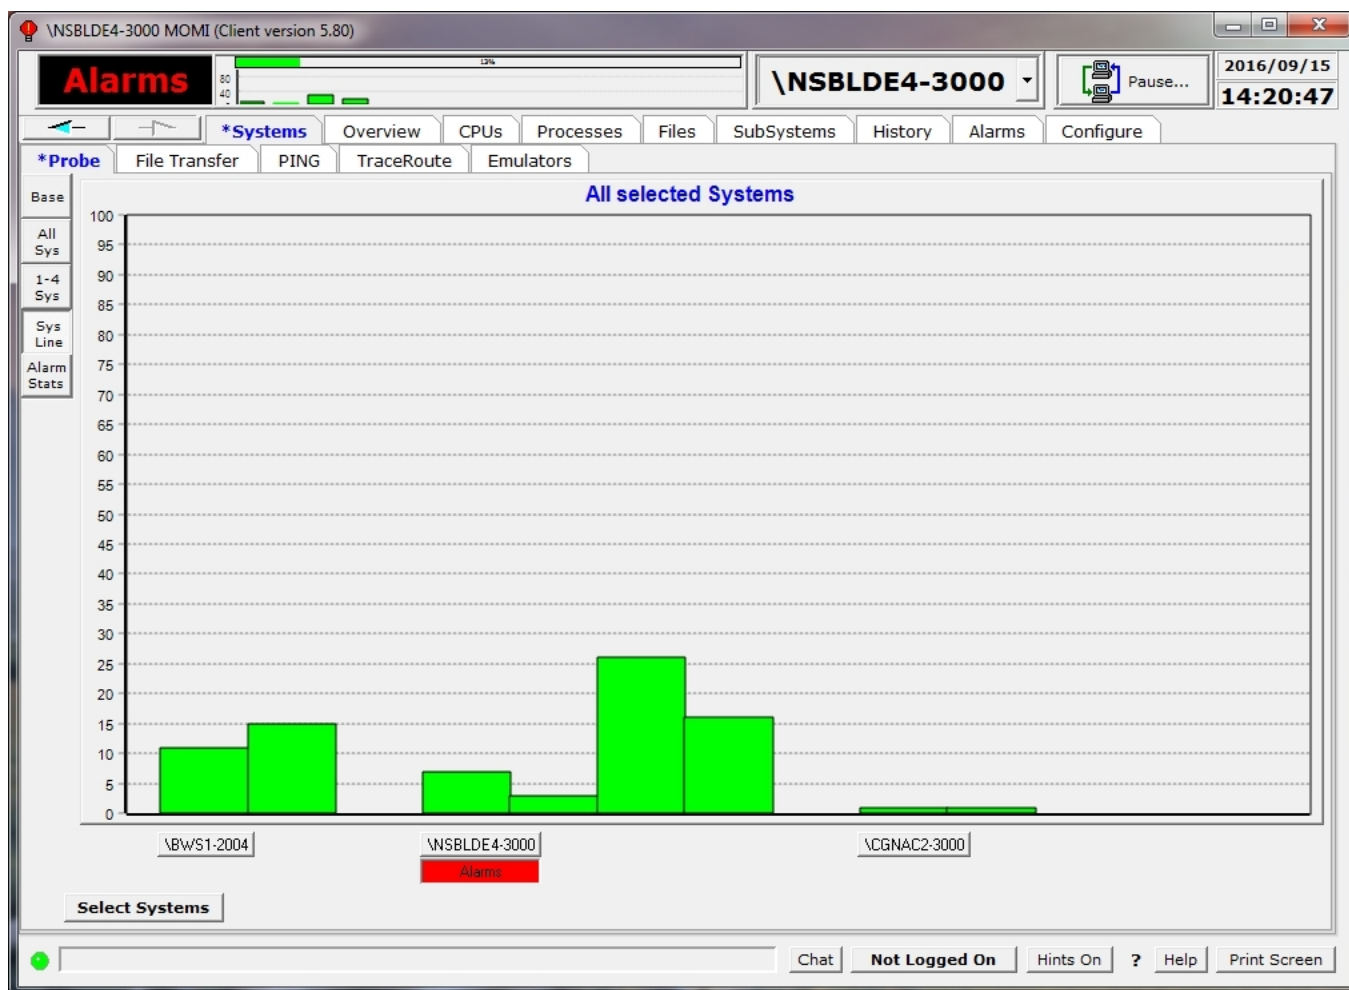 \NSBLDE4-3000 MOMI (Client version 5.80)
Alarms
80
40
13%
\NSBLDE4-3000
Pause...
2016/09/15
14:20:47
*Systems Overview CPUs Processes Files SubSystems History Alarms Configure
*Probe File Transfer PING TraceRoute Emulators
Base
All
Sys
1-4
Sys
Sys
Line
Alarm
Stats
All selected Systems
100
95
90
85
80
75
70
65
60
55
50
45
40
35
30
25
20
15
10
5
0
\BWS1-2004 \NSBLDE4-3000 \CGNAC2-3000
Alarms
Select Systems
Chat Not Logged On Hints On ? Help Print Screen